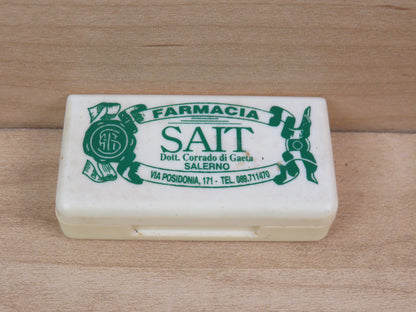 FARMACIA
SAIT
Dott. Corrado di Gaeta
SALERNO
VIA POSIDONIA, 171 - TEL. 089.711470